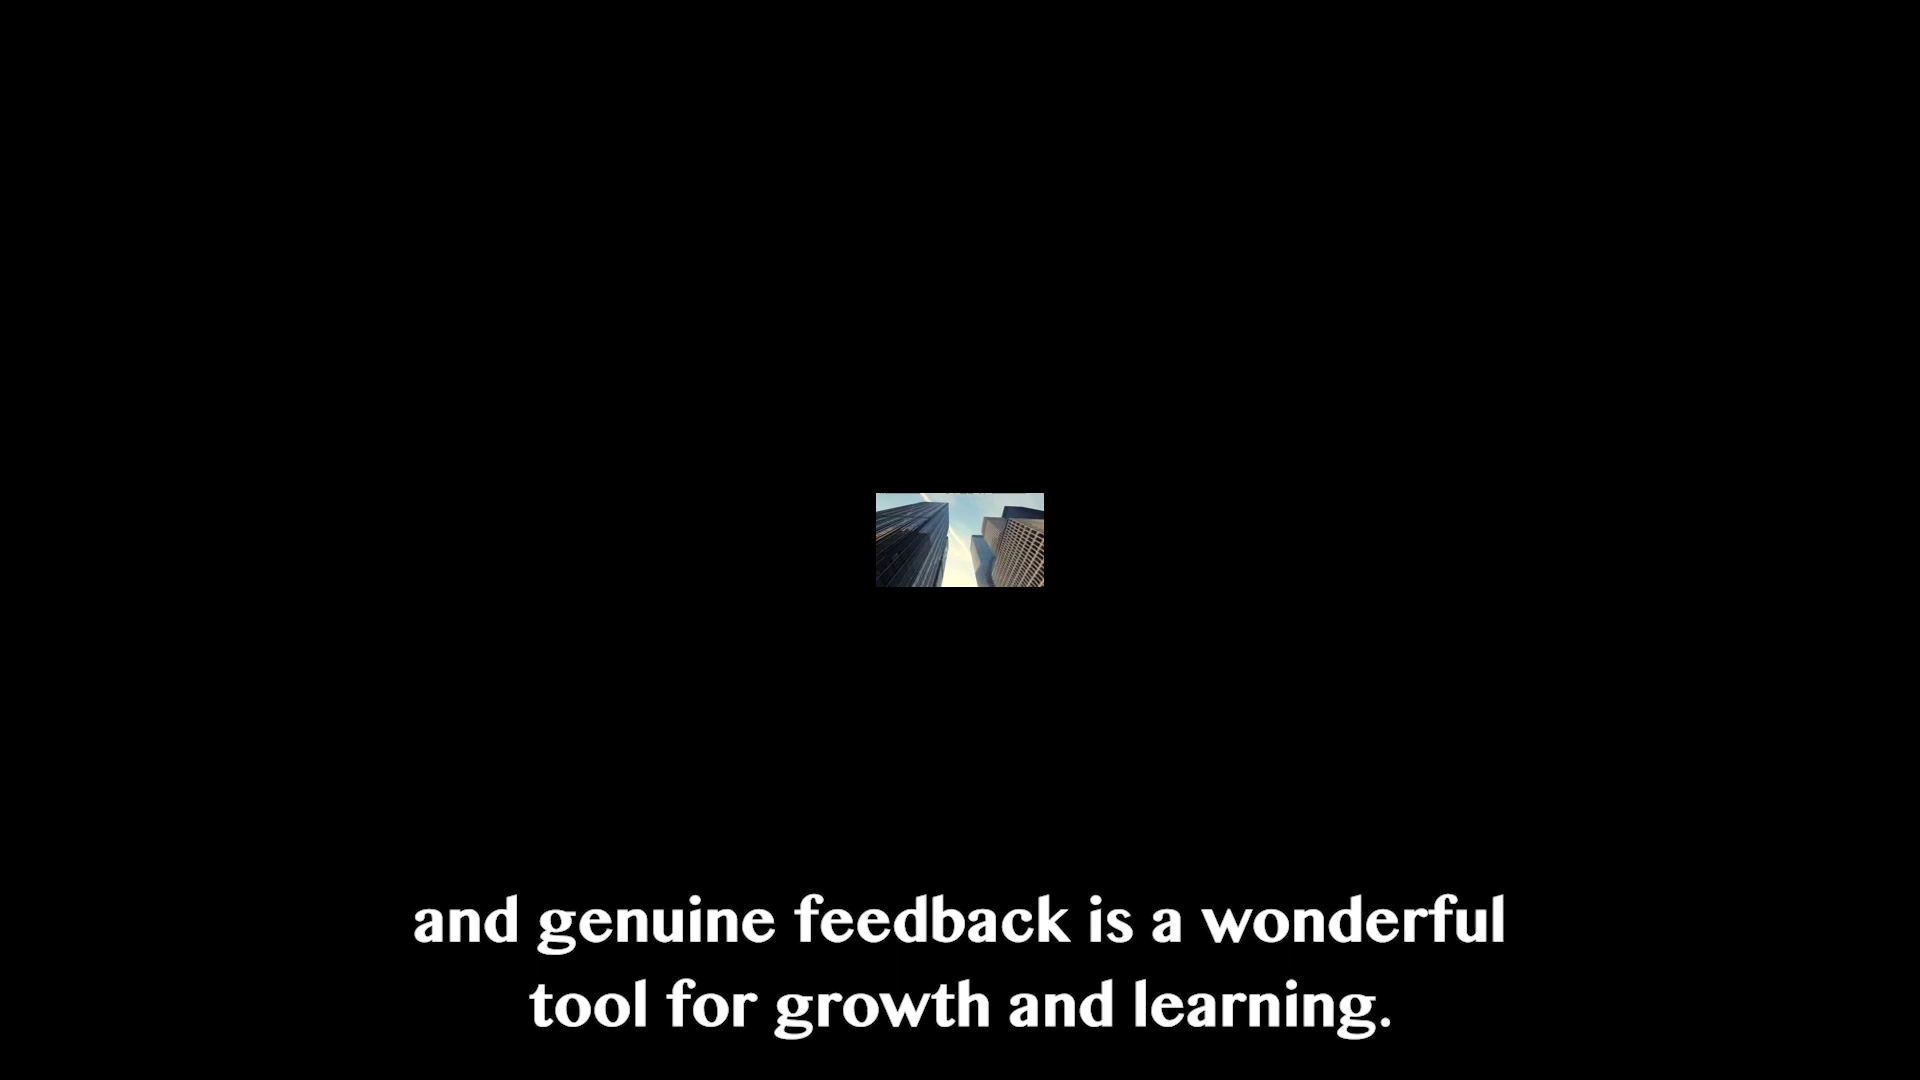 and genuine feedback is a wonderful
tool for growth and learning.